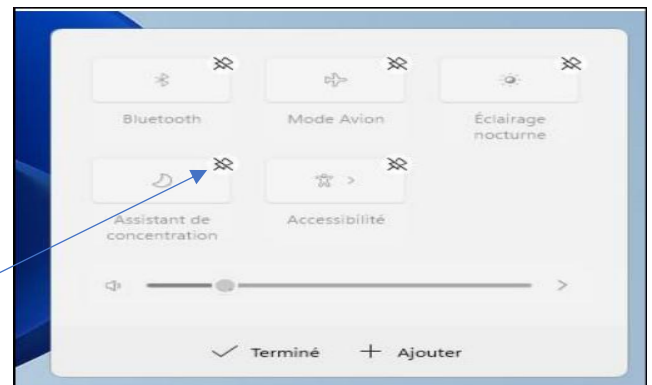 Bluetooth
Mode Avion
Éclairage
nocturne
Assistant de
concentration
Accessibilité
Terminé
Ajouter